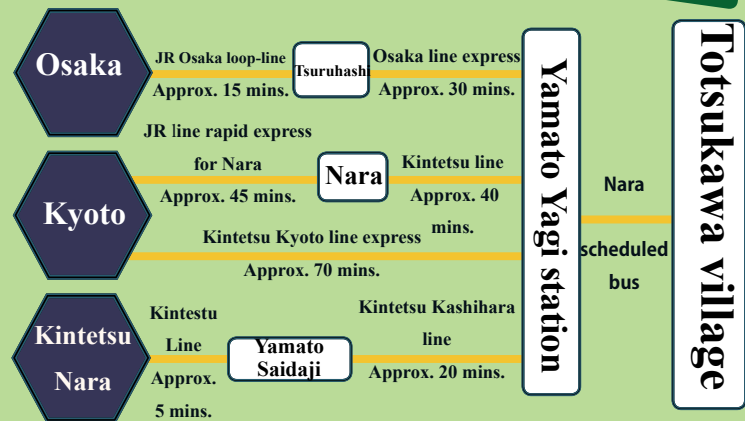 Osaka
JR Osaka loop-line
Approx. 15 mins.
Tsuruhashi
Osaka line express
Approx. 30 mins.
Kyoto
JR line rapid express
for Nara
Approx. 45 mins.
Nara
Kintetsu line
Approx. 40
mins.
Kintetsu Kyoto line express
Approx. 70 mins.
Kintetsu
Nara
Kintestu
Line
Approx.
5 mins.
Yamato
Saidaji
Kintetsu Kashihara
line
Approx. 20 mins.
Yamato Yagi station
Nara
scheduled
bus
Totsukawa village